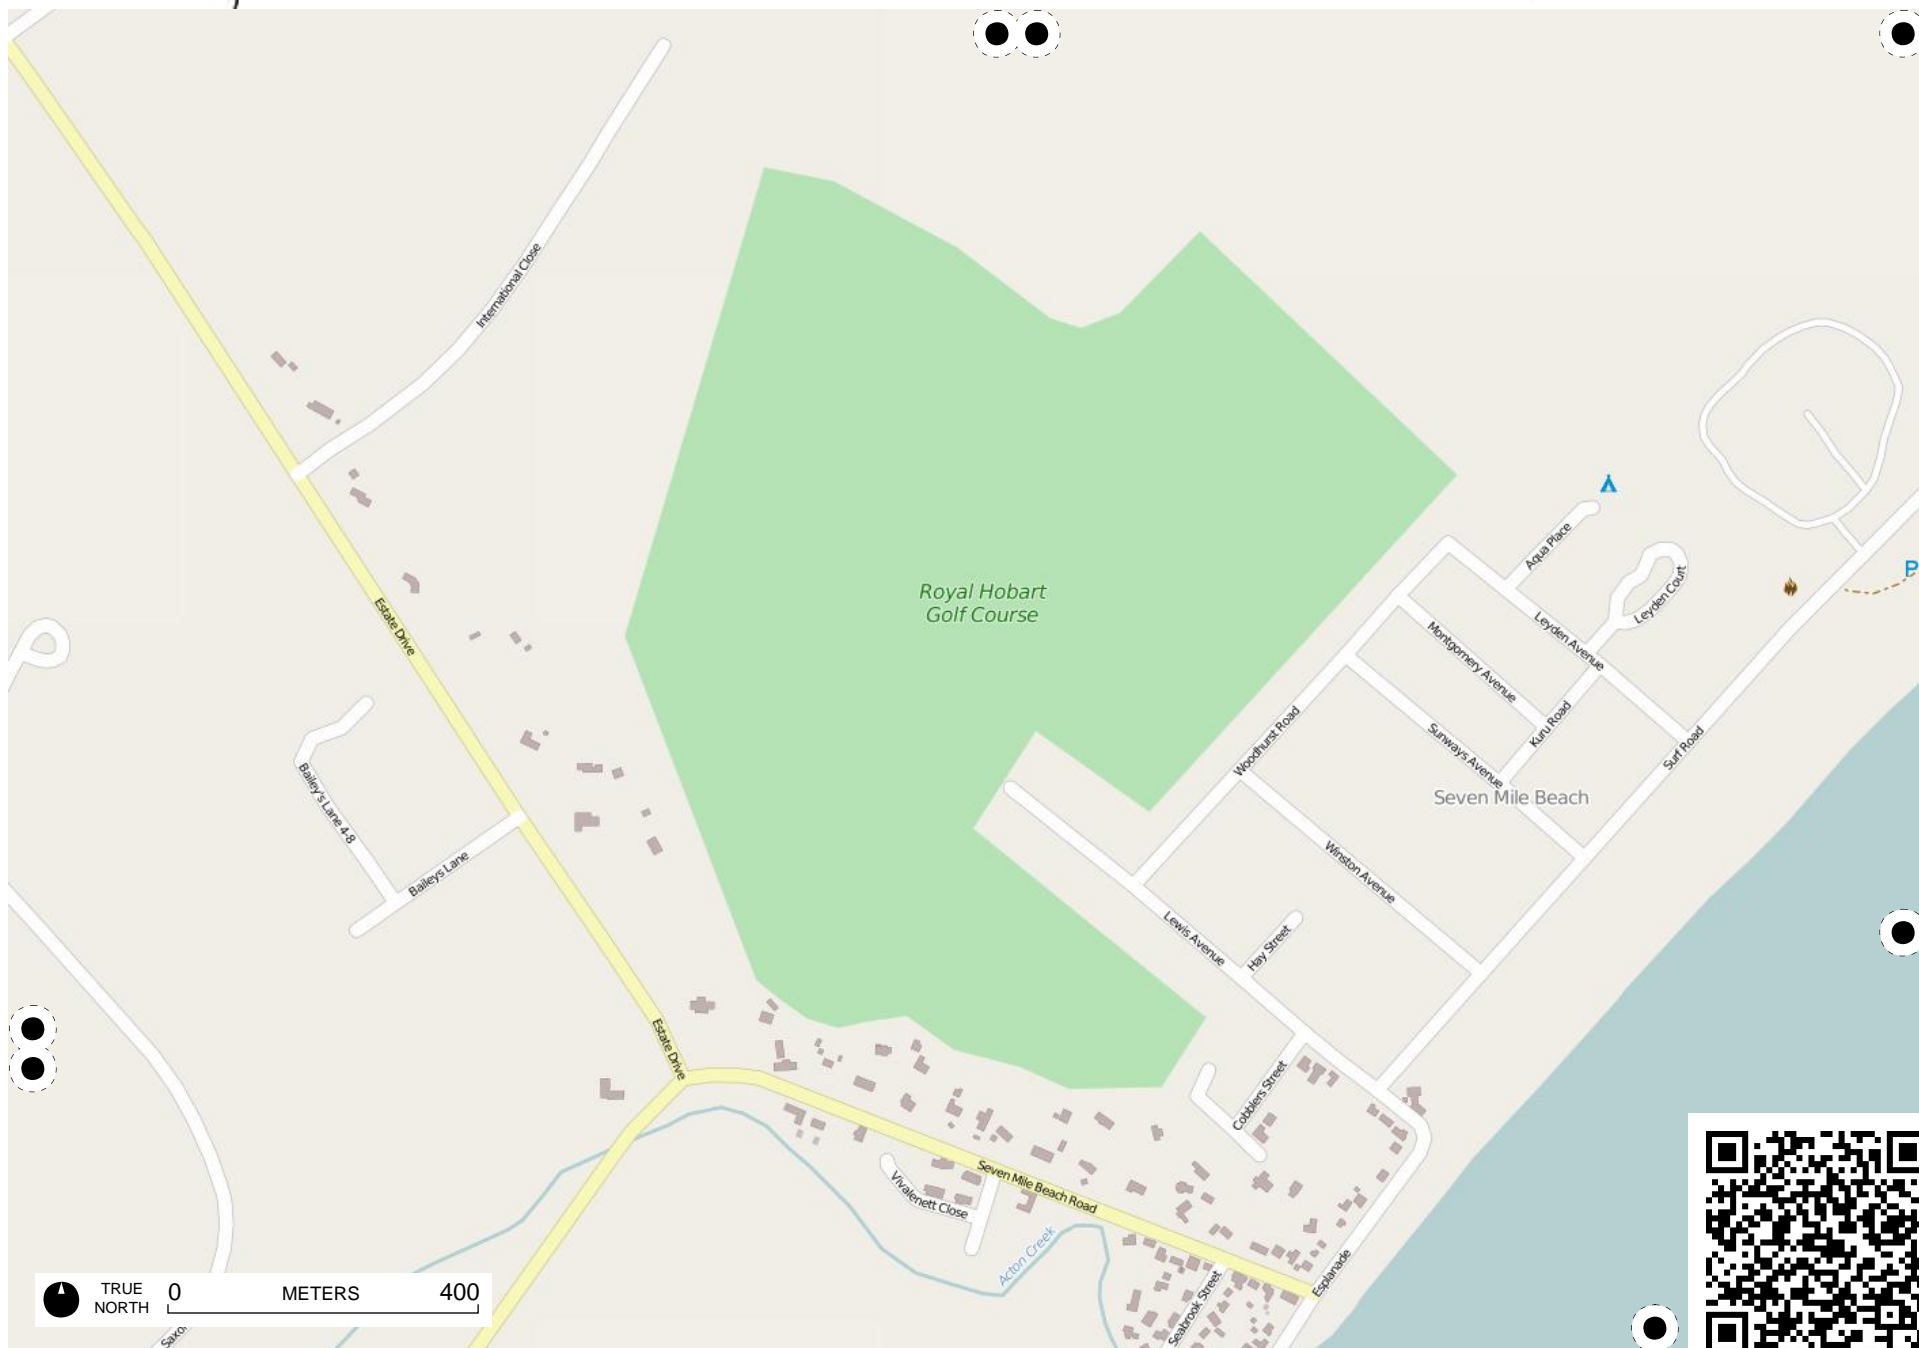 International Close
Estate Drive
Royal Hobart
Golf Course
Aqua Place
Leyden Court
Leyden Avenue
Montgomery Avenue
Kuru Road
Sunways Avenue
Woodhurst Road
Surf Road
P
Seven Mile Beach
Bailey's Lane 4-8
Baileys Lane
Winston Avenue
Lewis Avenue
Hay Street
Estate Drive
Cobblers Street
Vivalenett Close
Seven Mile Beach Road
Acton Creek
Esplanade
Seabrook Street
TRUE
NORTH
0 METERS 400